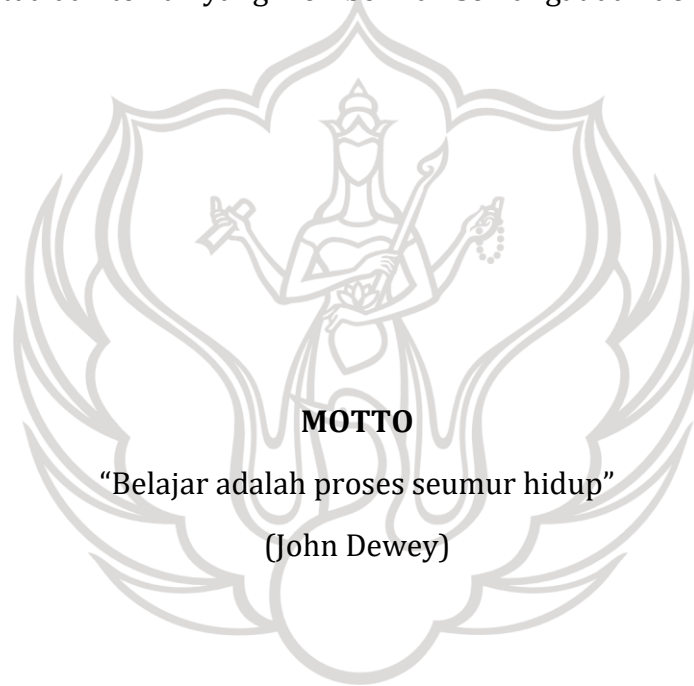 MOTTO
“Belajar adalah proses seumur hidup”
(John Dewey)